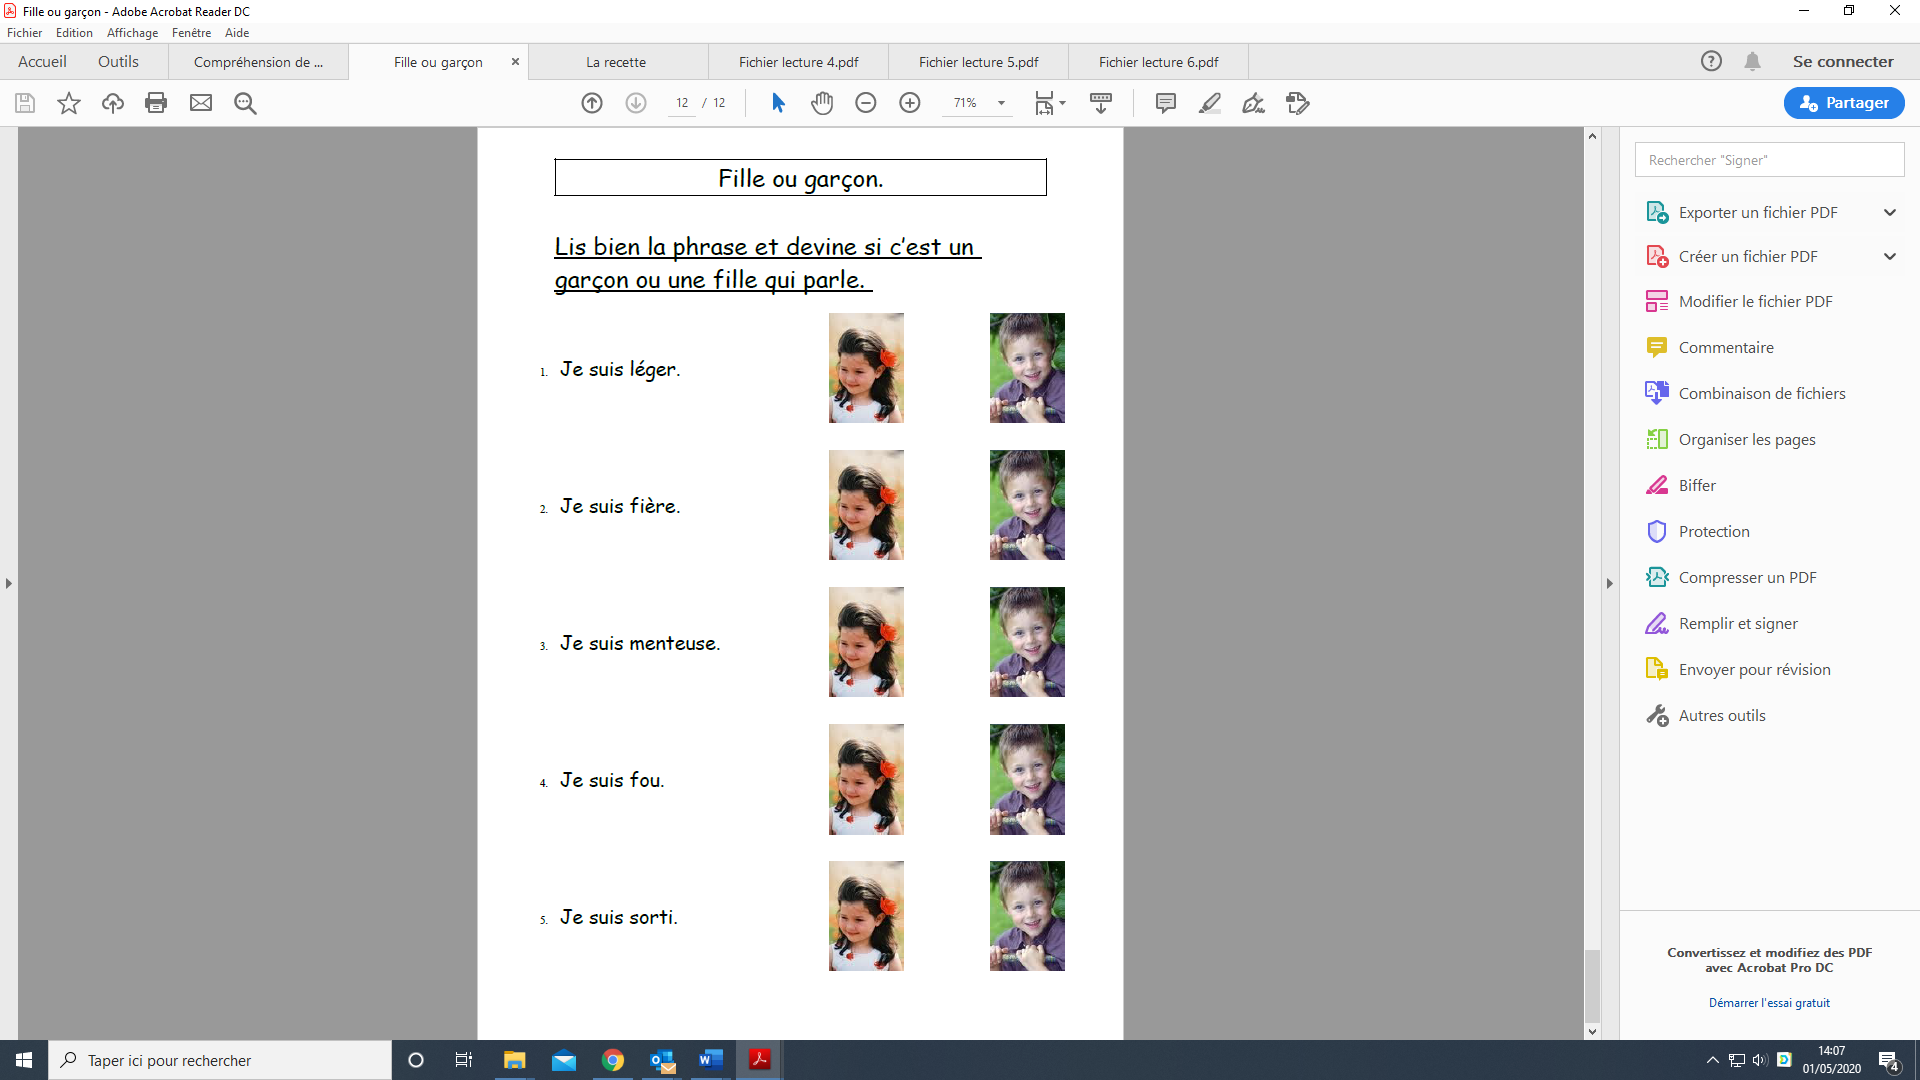 Fille ou garçon - Adobe Acrobat Reader DC
Fichier Edition Affichage Fenêtre Aide
Accueil Outils Compréhension de ... Fille ou garçon × La recette Fichier lecture 4.pdf Fichier lecture 5.pdf Fichier lecture 6.pdf Se connecter
12 / 12 71% Partager
Fille ou garçon.
Lis bien la phrase et devine si c'est un
garçon ou une fille qui parle.
1. Je suis léger.
2. Je suis fière.
3. Je suis menteuse.
4. Je suis fou.
5. Je suis sorti.
Rechercher "Signer"
Exporter un fichier PDF
Créer un fichier PDF
Modifier le fichier PDF
Commentaire
Combinaison de fichiers
Organiser les pages
Biffer
Protection
Compresser un PDF
Remplir et signer
Envoyer pour révision
Autres outils
Convertissez et modifiez des PDF
avec Acrobat Pro DC
Démarrer l'essai gratuit
Taper ici pour rechercher
14:07
01/05/2020
4